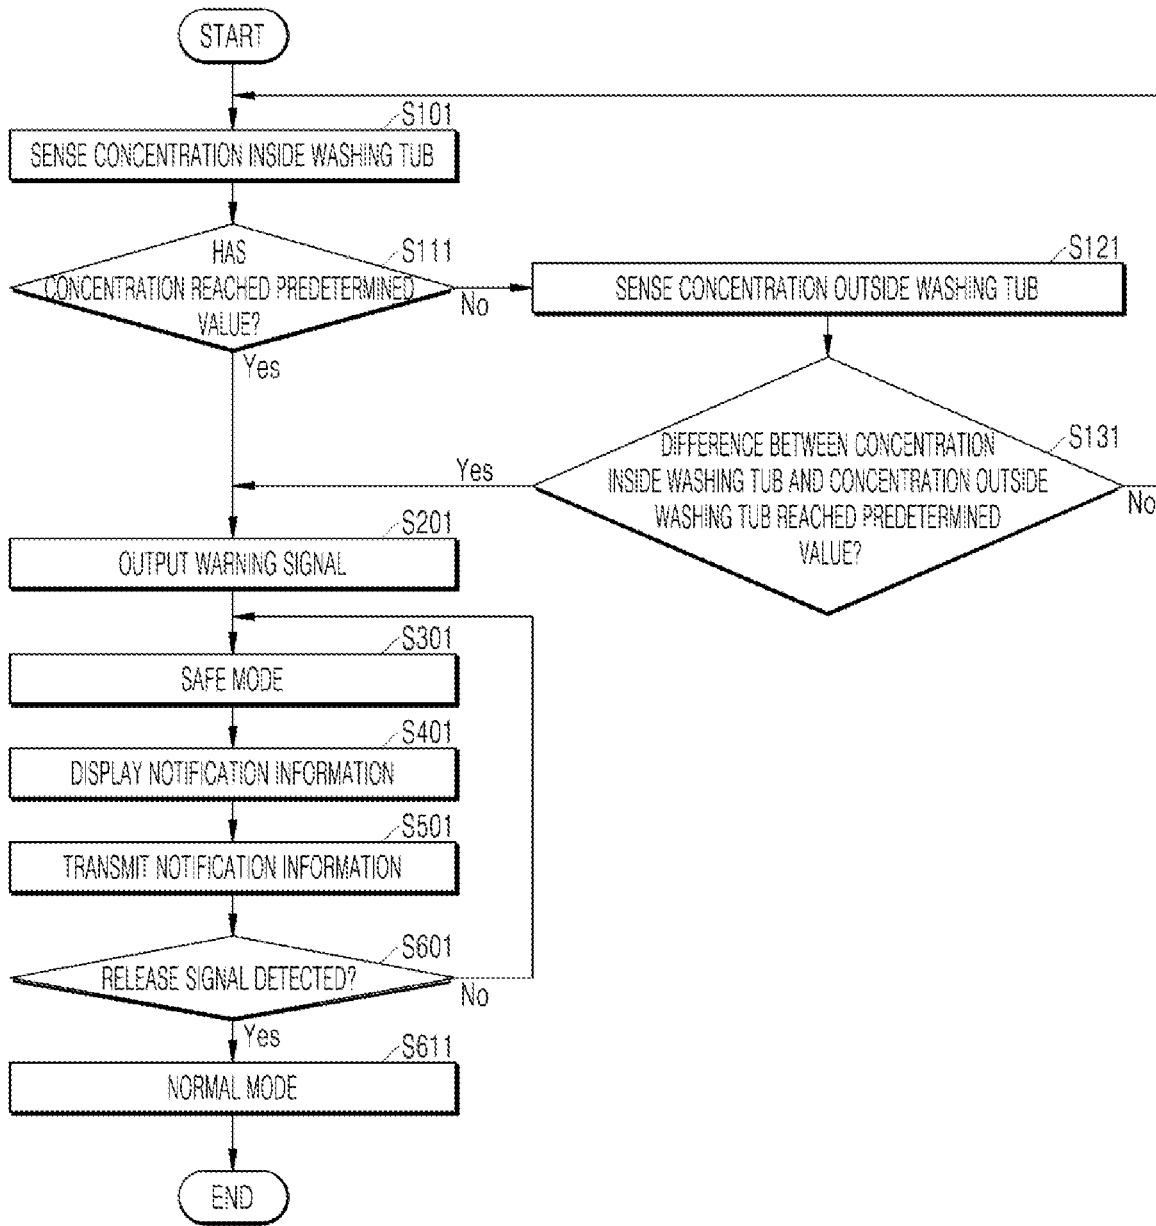 START
S101
SENSE CONCENTRATION INSIDE WASHING TUB
S111
HAS
CONCENTRATION REACHED PREDETERMINED
VALUE?
No
Yes
S121
SENSE CONCENTRATION OUTSIDE WASHING TUB
S131
DIFFERENCE BETWEEN CONCENTRATION
INSIDE WASHING TUB AND CONCENTRATION OUTSIDE
WASHING TUB REACHED PREDETERMINED
VALUE?
Yes
No
S201
OUTPUT WARNING SIGNAL
S301
SAFE MODE
S401
DISPLAY NOTIFICATION INFORMATION
S501
TRANSMIT NOTIFICATION INFORMATION
S601
RELEASE SIGNAL DETECTED?
No
Yes
S611
NORMAL MODE
END